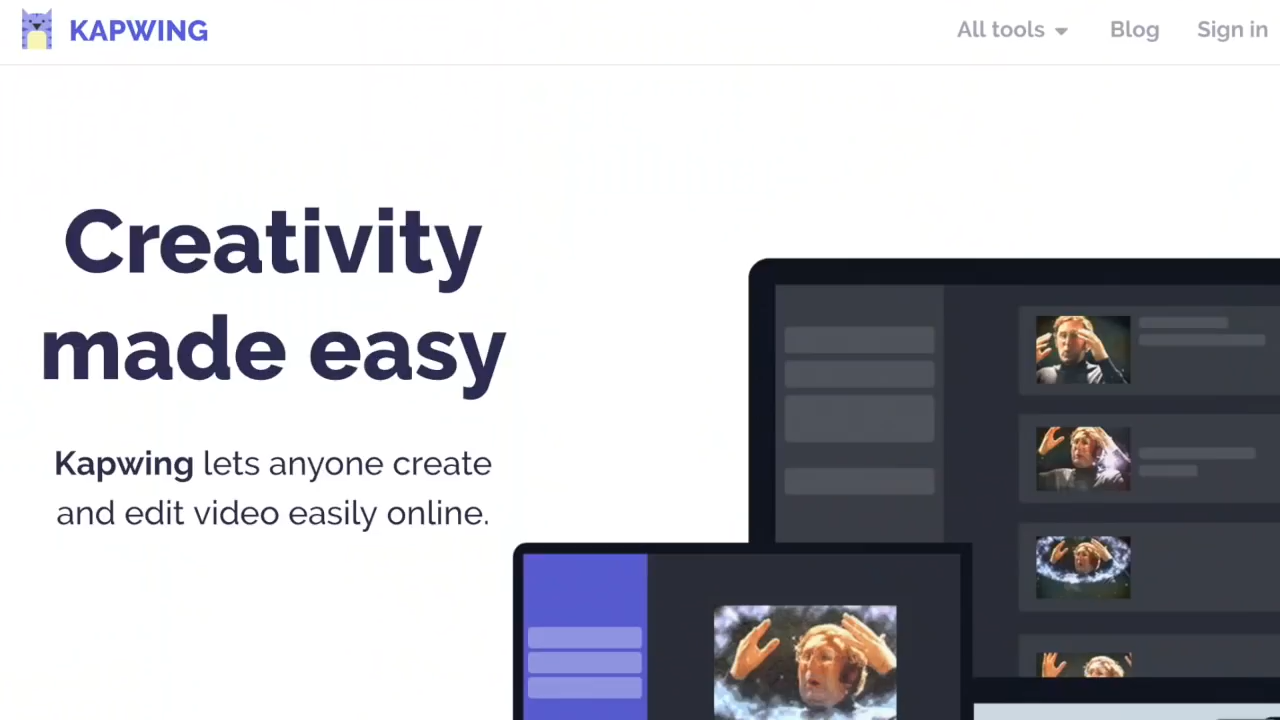 KAPWING
All tools
Blog
Sign in
Creativity
made easy
Kapwing lets anyone create
and edit video easily online.